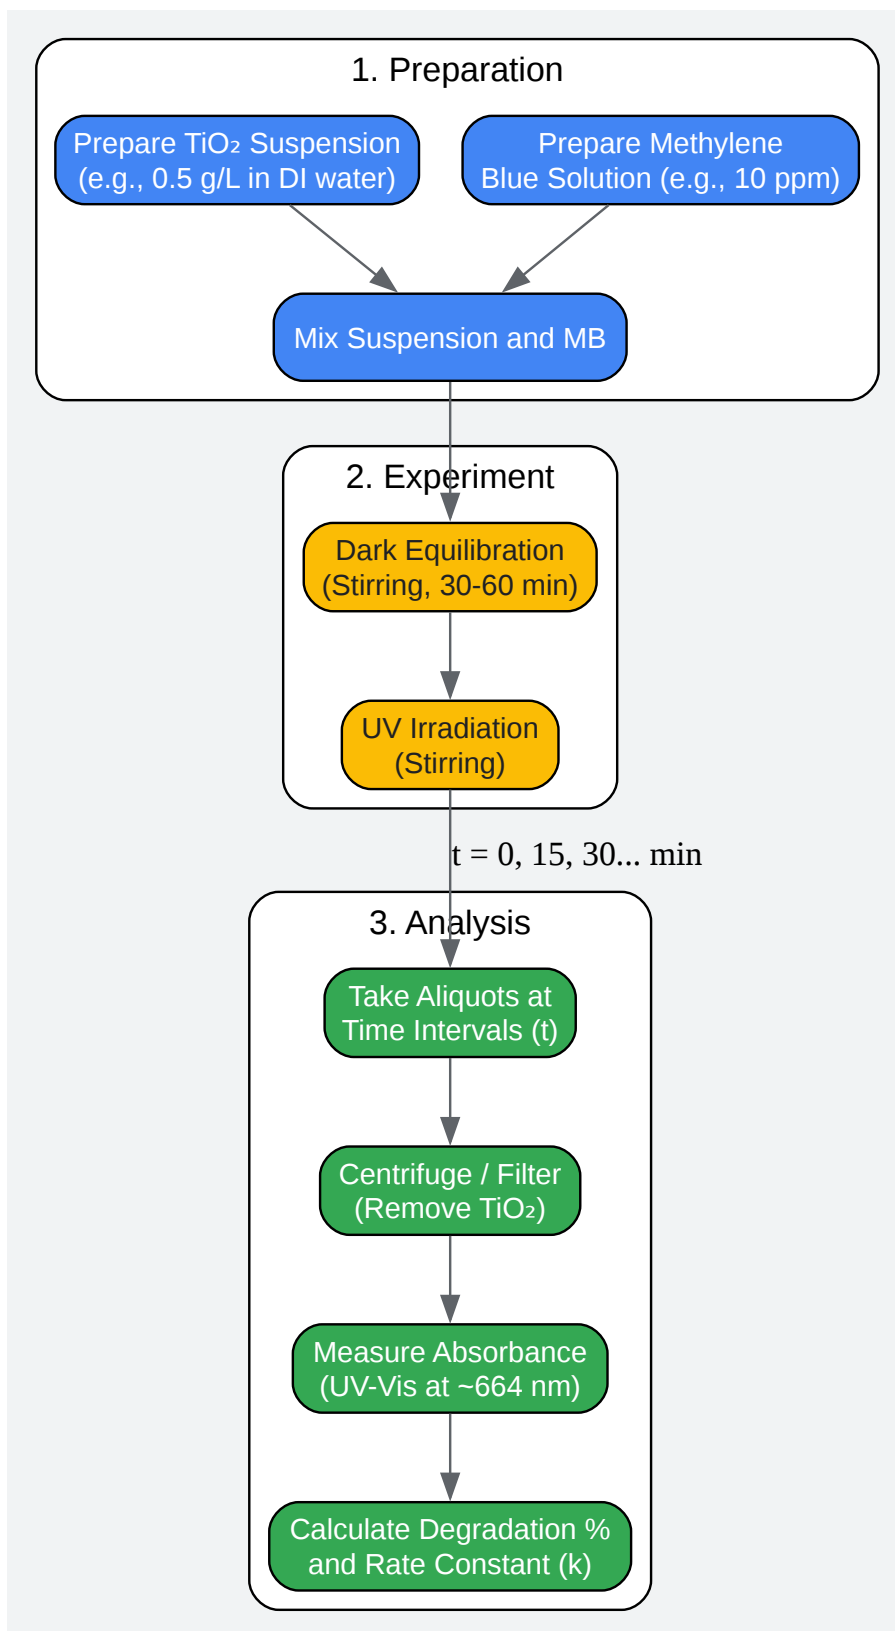 1. Preparation
Prepare TiO₂ Suspension
(e.g., 0.5 g/L in DI water)
Prepare Methylene
Blue Solution (e.g., 10 ppm)
Mix Suspension and MB
2. Experiment
Dark Equilibration
(Stirring, 30-60 min)
UV Irradiation
(Stirring)
t = 0, 15, 30... min
3. Analysis
Take Aliquots at
Time Intervals (t)
Centrifuge / Filter
(Remove TiO₂)
Measure Absorbance
(UV-Vis at ~664 nm)
Calculate Degradation %
and Rate Constant (k)